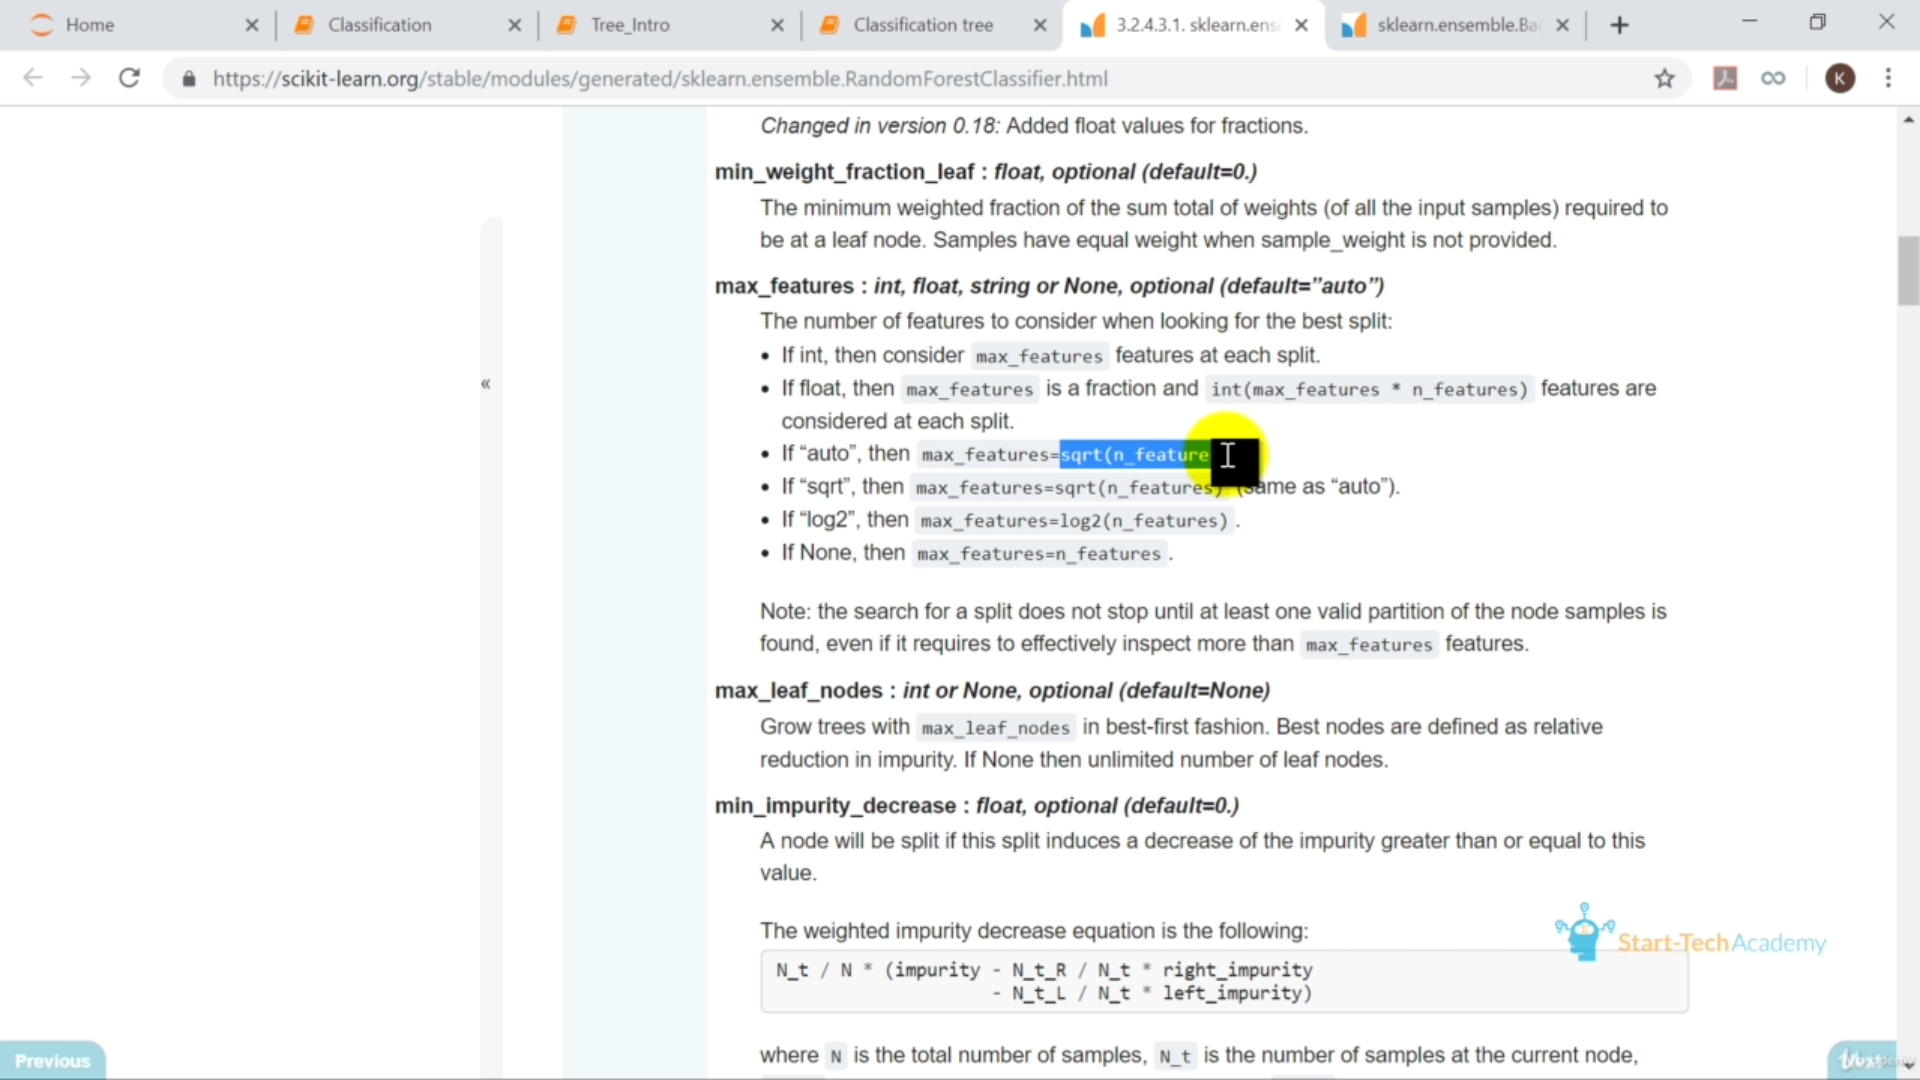 Home
Classification
Tree_Intro
Classification tree
3.2.4.3.1. sklearn.ens
sklearn.ensemble.Ba
https://scikit-learn.org/stable/modules/generated/sklearn.ensemble.RandomForestClassifier.html
K
Changed in version 0.18: Added float values for fractions.
min_weight_fraction_leaf : float, optional (default=0.)
The minimum weighted fraction of the sum total of weights (of all the input samples) required to
be at a leaf node. Samples have equal weight when sample_weight is not provided.
max_features : int, float, string or None, optional (default=”auto”)
The number of features to consider when looking for the best split:
• If int, then consider max_features features at each split.
• If float, then max_features is a fraction and int(max_features * n_features) features are
considered at each split.
«
• If “auto”, then max_features=sqrt(n_feature
• If “sqrt”, then max_features=sqrt(n_features) (same as “auto”).
• If “log2”, then max_features=log2(n_features) .
• If None, then max_features=n_features .
Note: the search for a split does not stop until at least one valid partition of the node samples is
found, even if it requires to effectively inspect more than max_features features.
max_leaf_nodes : int or None, optional (default=None)
Grow trees with max_leaf_nodes in best-first fashion. Best nodes are defined as relative
reduction in impurity. If None then unlimited number of leaf nodes.
min_impurity_decrease : float, optional (default=0.)
A node will be split if this split induces a decrease of the impurity greater than or equal to this
value.
The weighted impurity decrease equation is the following:
Start-Tech Academy
N_t / N * (impurity - N_t_R / N_t * right_impurity
- N_t_L / N_t * left_impurity)
where N is the total number of samples, N_t is the number of samples at the current node,
Previous